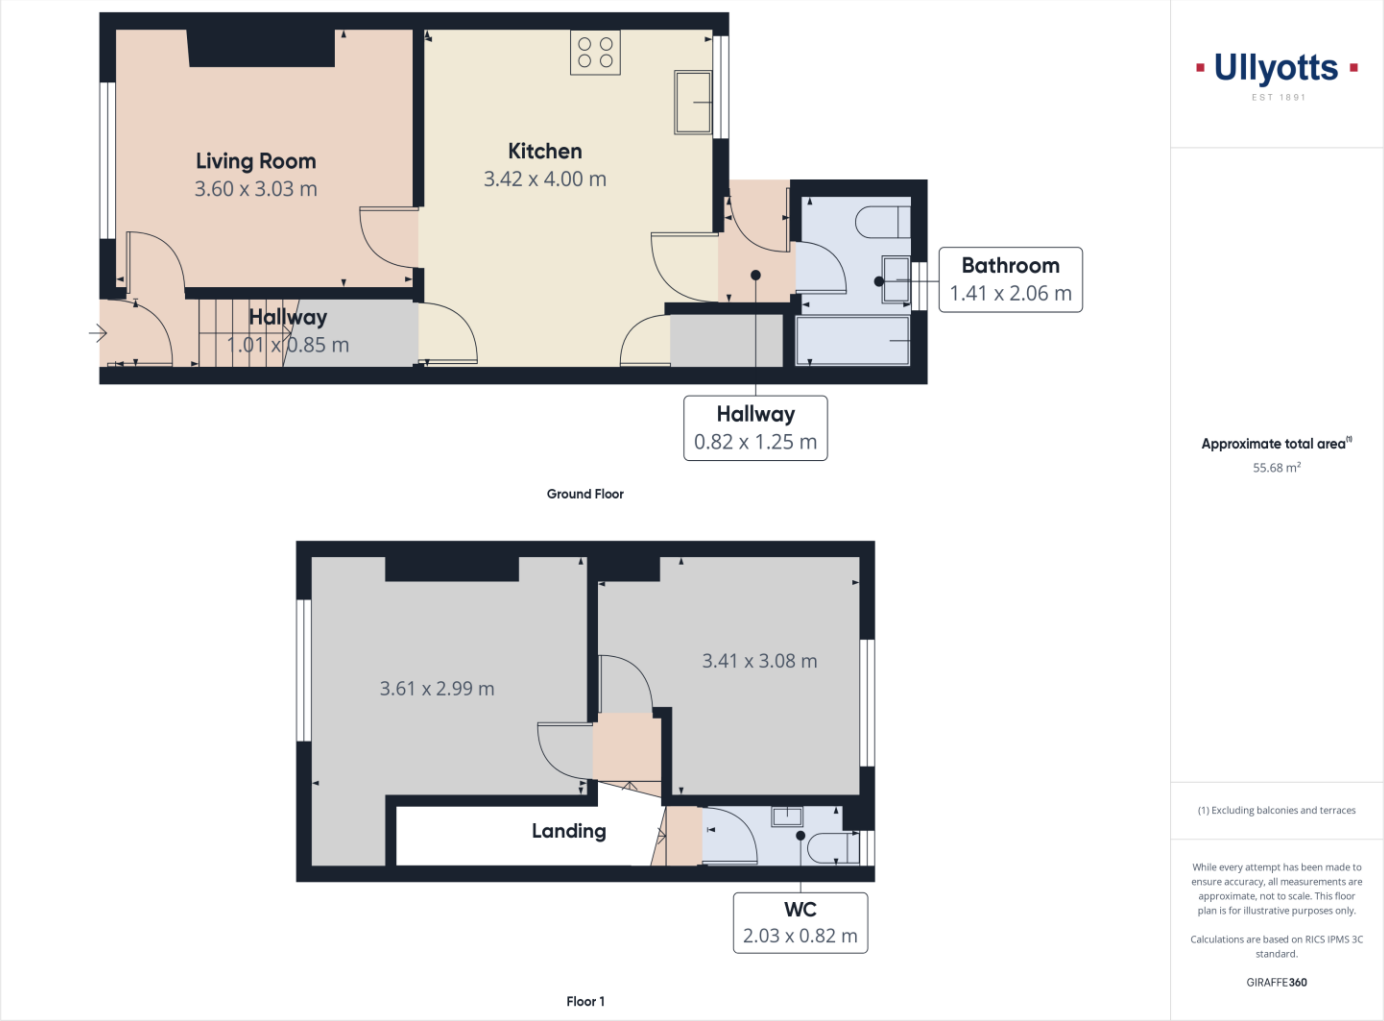 Ullyotts
EST 1891
Living Room
3.60 x 3.03 m
Kitchen
3.42 x 4.00 m
Bathroom
1.41 x 2.06 m
Hallway
1.01 x 0.85 m
Hallway
0.82 x 1.25 m
Ground Floor
Approximate total area(1)
55.68 m²
3.61 x 2.99 m
3.41 x 3.08 m
Landing
WC
2.03 x 0.82 m
Floor 1
(1) Excluding balconies and terraces
While every attempt has been made to
ensure accuracy, all measurements are
approximate, not to scale. This floor
plan is for illustrative purposes only.
Calculations are based on RICS IPMS 3C
standard.
GIRAFFE360